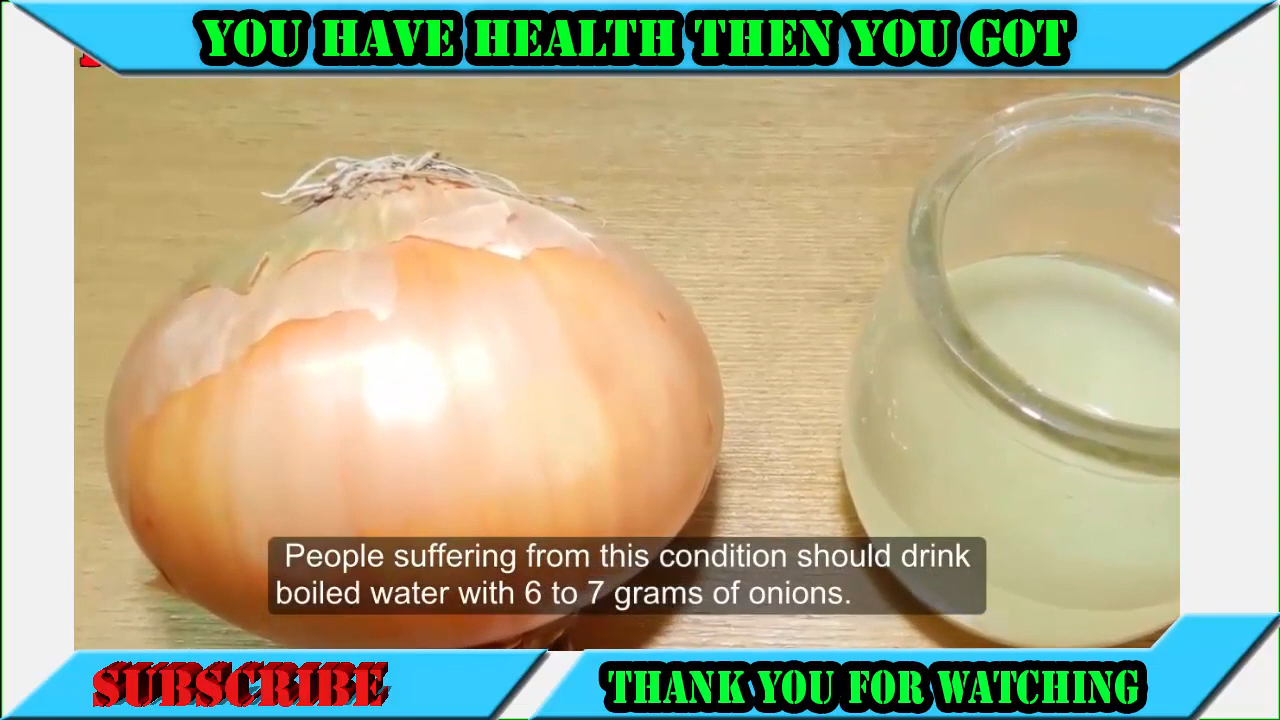 YOU HAVE HEALTH THEN YOU GOT
People suffering from this condition should drink
boiled water with 6 to 7 grams of onions.
SUBSCRIBE
THANK YOU FOR WATCHING